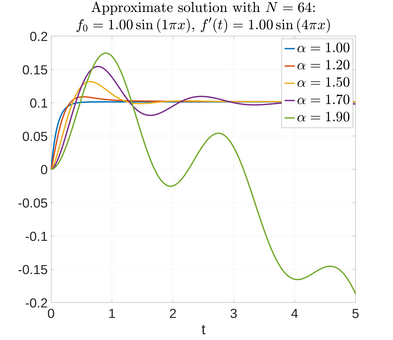 Approximate solution with N = 64:
f₀ = 1.00 sin (1πx), f′(t) = 1.00 sin (4πx)
0.2
0.15
0.1
0.05
0
-0.05
-0.1
-0.15
-0.2
α = 1.00
α = 1.20
α = 1.50
α = 1.70
α = 1.90
0 1 2 3 4 5
t